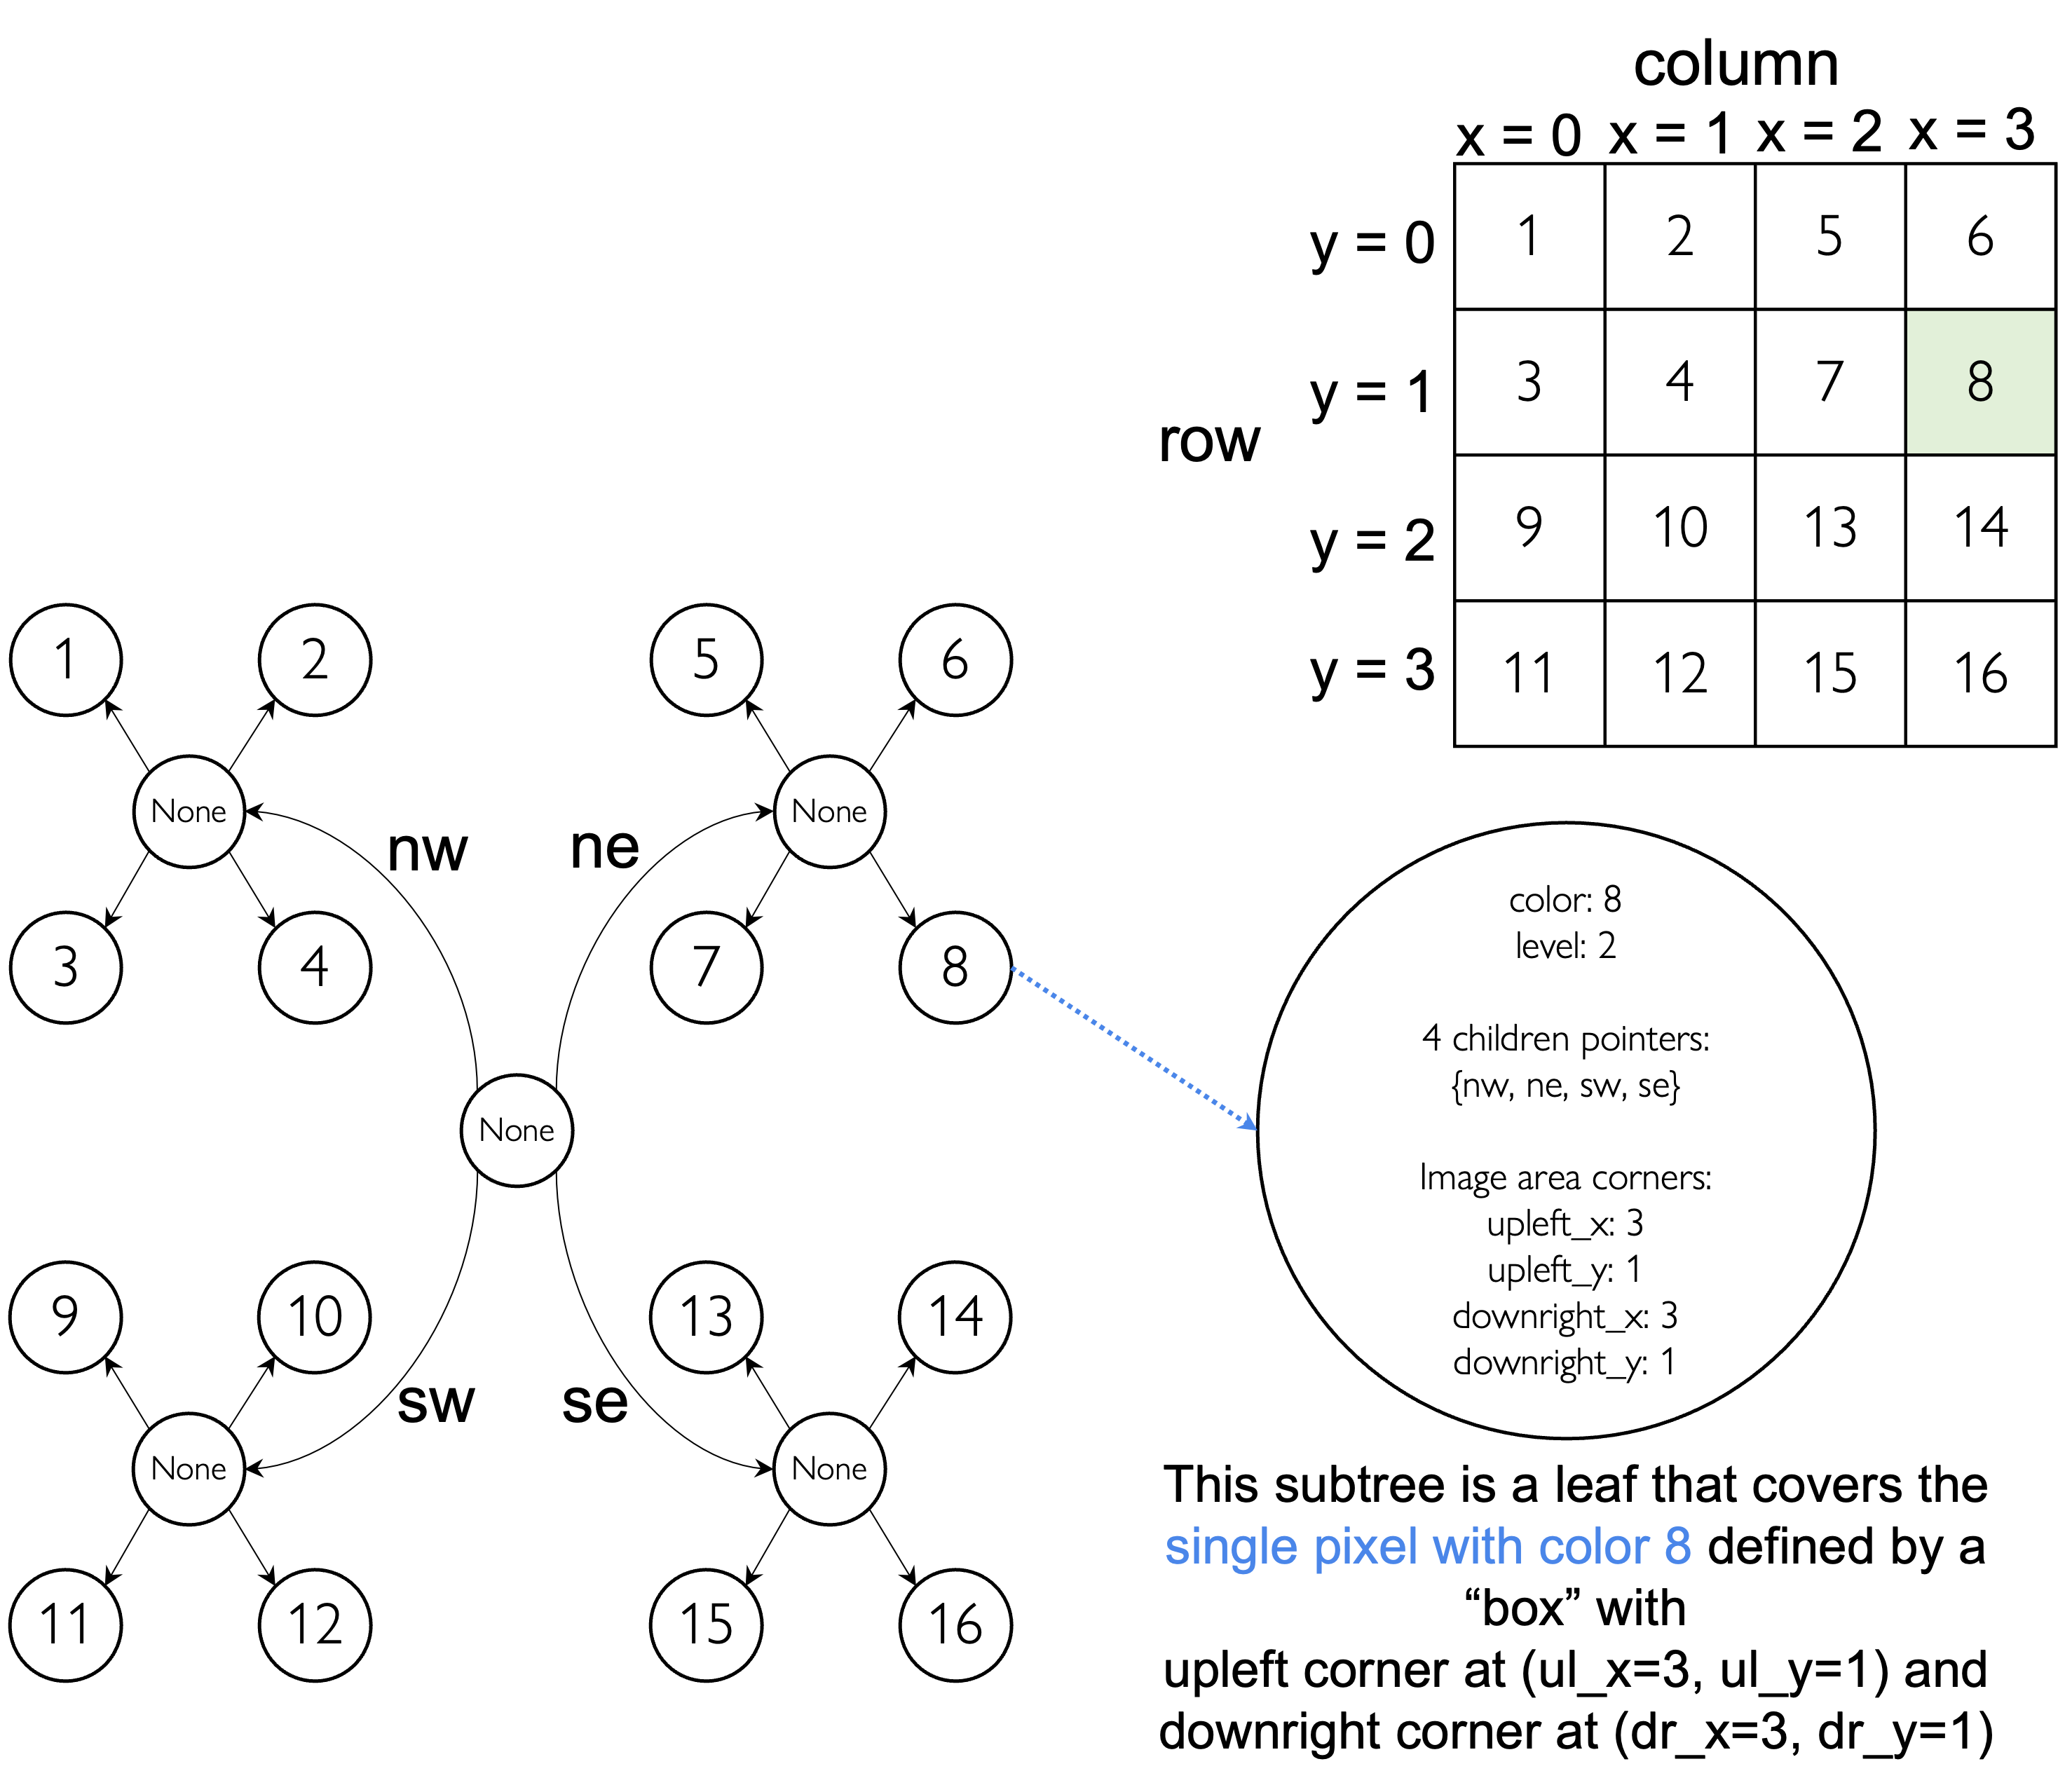 column
x = 0 x = 1 x = 2 x = 3
y = 0 1 2 5 6
y = 1 3 4 7 8
row
y = 2 9 10 13 14
y = 3 11 12 15 16
1 2 5 6
None None
nw ne
3 4 7 8
None
9 10 13 14
sw se
None None
11 12 15 16
color: 8
level: 2
4 children pointers:
{nw, ne, sw, se}
Image area corners:
upleft_x: 3
upleft_y: 1
downright_x: 3
downright_y: 1
This subtree is a leaf that covers the
single pixel with color 8 defined by a
“box” with
upleft corner at (ul_x=3, ul_y=1) and
downright corner at (dr_x=3, dr_y=1)